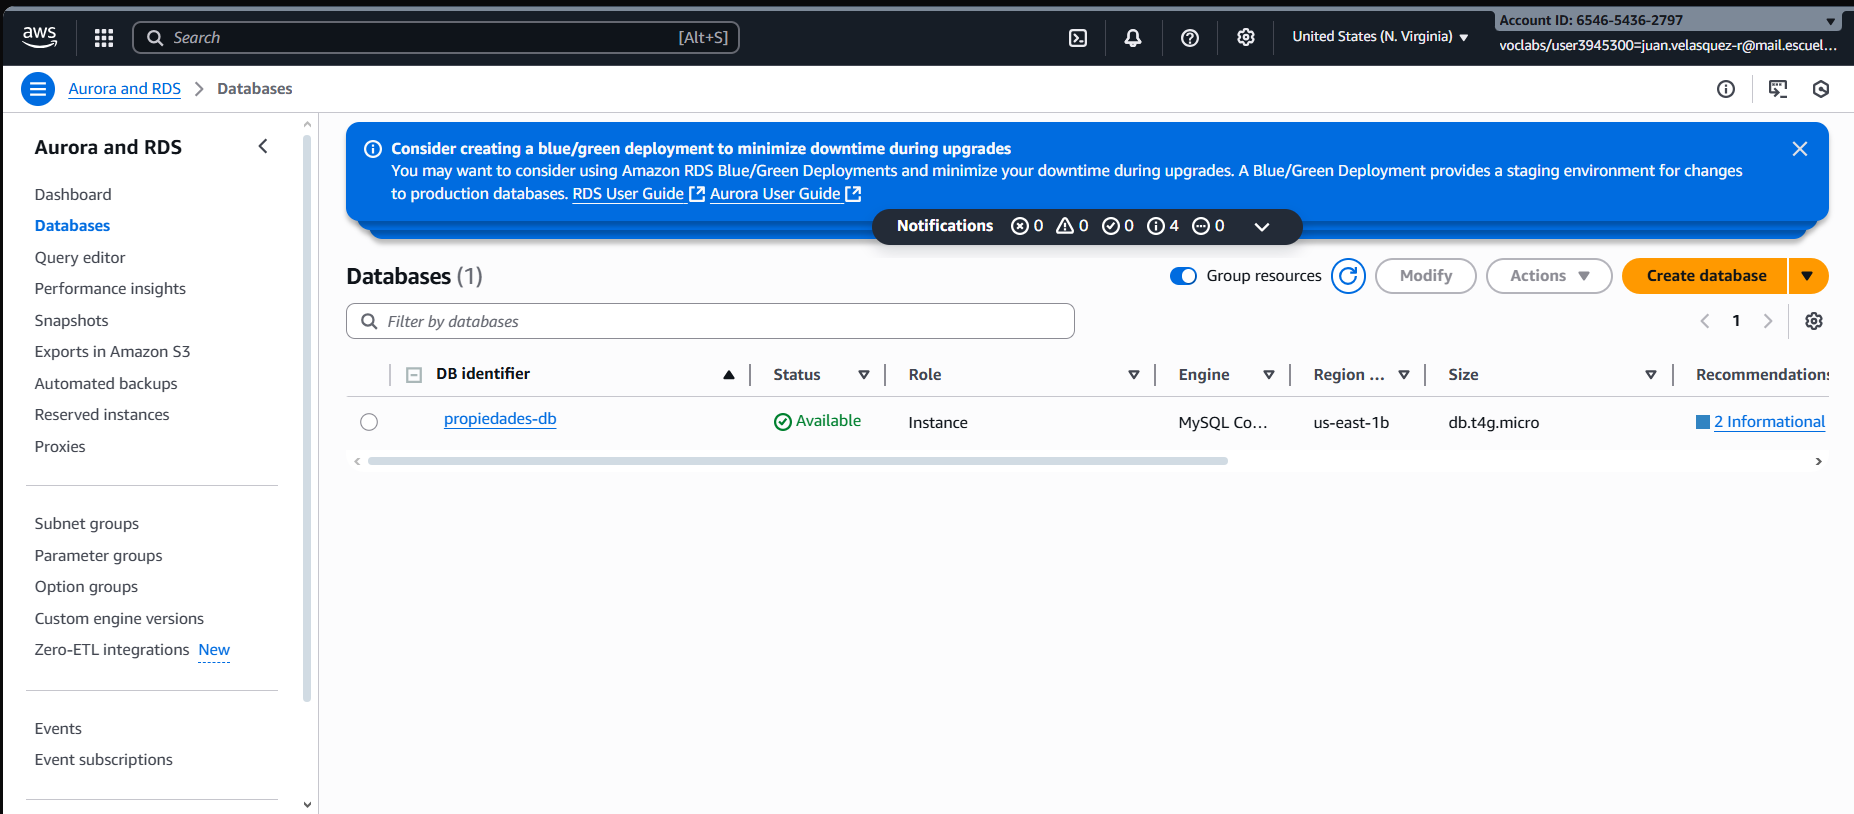 aws
Search [Alt+S]
United States (N. Virginia)
Account ID: 6546-5436-2797
voclabs/user3945300=juan.velasquez-r@mail.escuel...
Aurora and RDS > Databases
Aurora and RDS
Dashboard
Databases
Query editor
Performance insights
Snapshots
Exports in Amazon S3
Automated backups
Reserved instances
Proxies
Subnet groups
Parameter groups
Option groups
Custom engine versions
Zero-ETL integrations New
Events
Event subscriptions
Consider creating a blue/green deployment to minimize downtime during upgrades
You may want to consider using Amazon RDS Blue/Green Deployments and minimize your downtime during upgrades. A Blue/Green Deployment provides a staging environment for changes
to production databases. RDS User Guide Aurora User Guide
Notifications 0 0 0 4 0
Databases (1)
Group resources
Modify
Actions
Create database
Filter by databases
1
DB identifier Status Role Engine Region ... Size Recommendations
propiedades-db Available Instance MySQL Co... us-east-1b db.t4g.micro 2 Informational